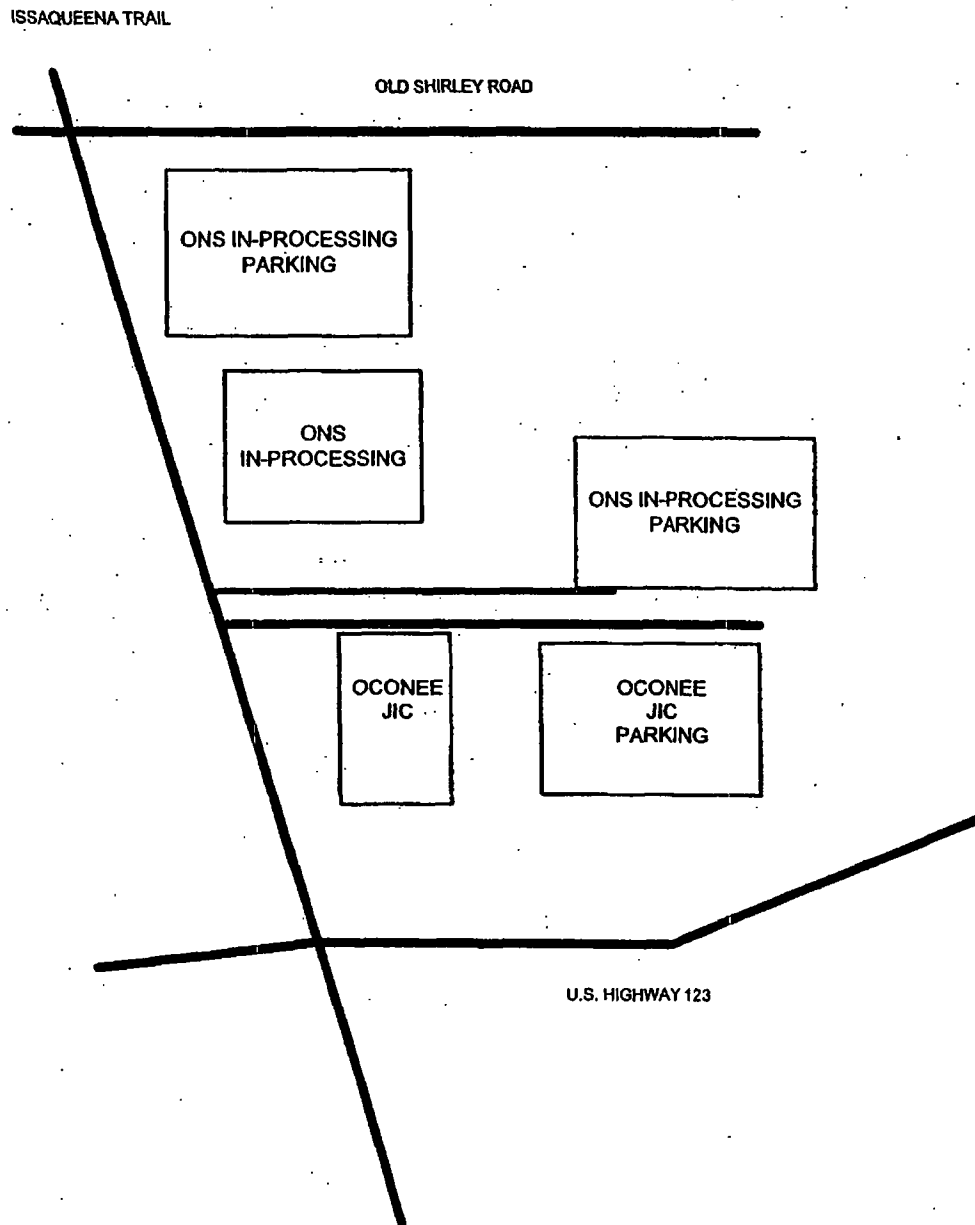 ISSAQUEENA TRAIL
OLD SHIRLEY ROAD
ONS IN-PROCESSING
PARKING
ONS
IN-PROCESSING
ONS IN-PROCESSING
PARKING
OCONEE
JIC
OCONEE
JIC
PARKING
U.S. HIGHWAY 123